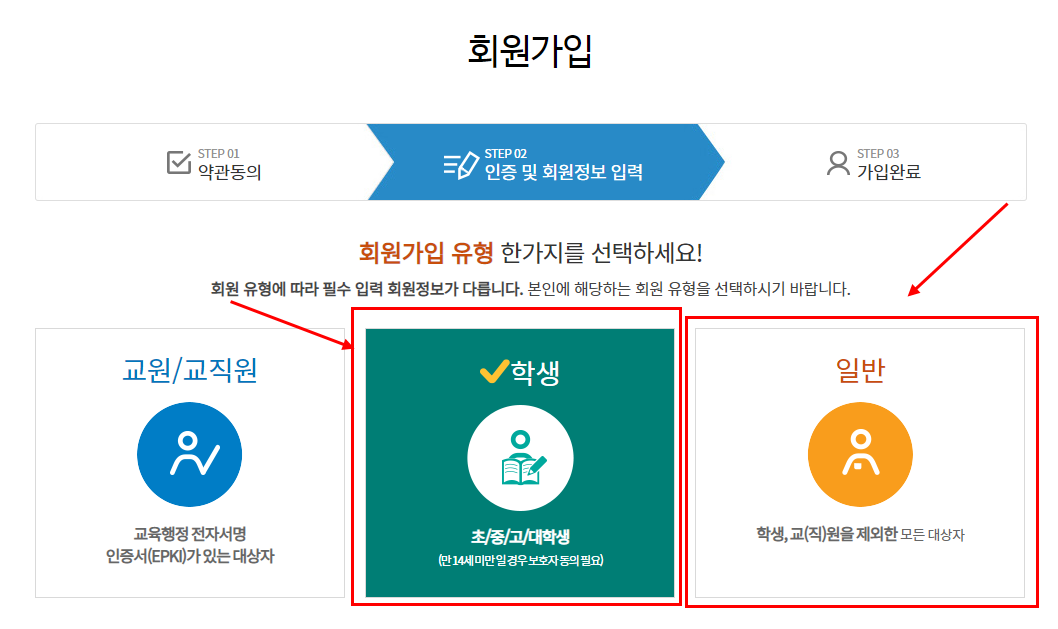 회원가입
STEP 01
약관동의
STEP 02
인증 및 회원정보 입력
STEP 03
가입완료
회원가입 유형 한가지를 선택하세요!
회원 유형에 따라 필수 입력 회원정보가 다릅니다. 본인에 해당하는 회원 유형을 선택하시기 바랍니다.
교원/교직원
교육행정 전자서명
인증서(EPKI)가 있는 대상자
학생
초/중/고/대학생
(만 14세 미만 일 경우 보호자 동의 필요)
일반
학생, 교(직)원을 제외한 모든 대상자